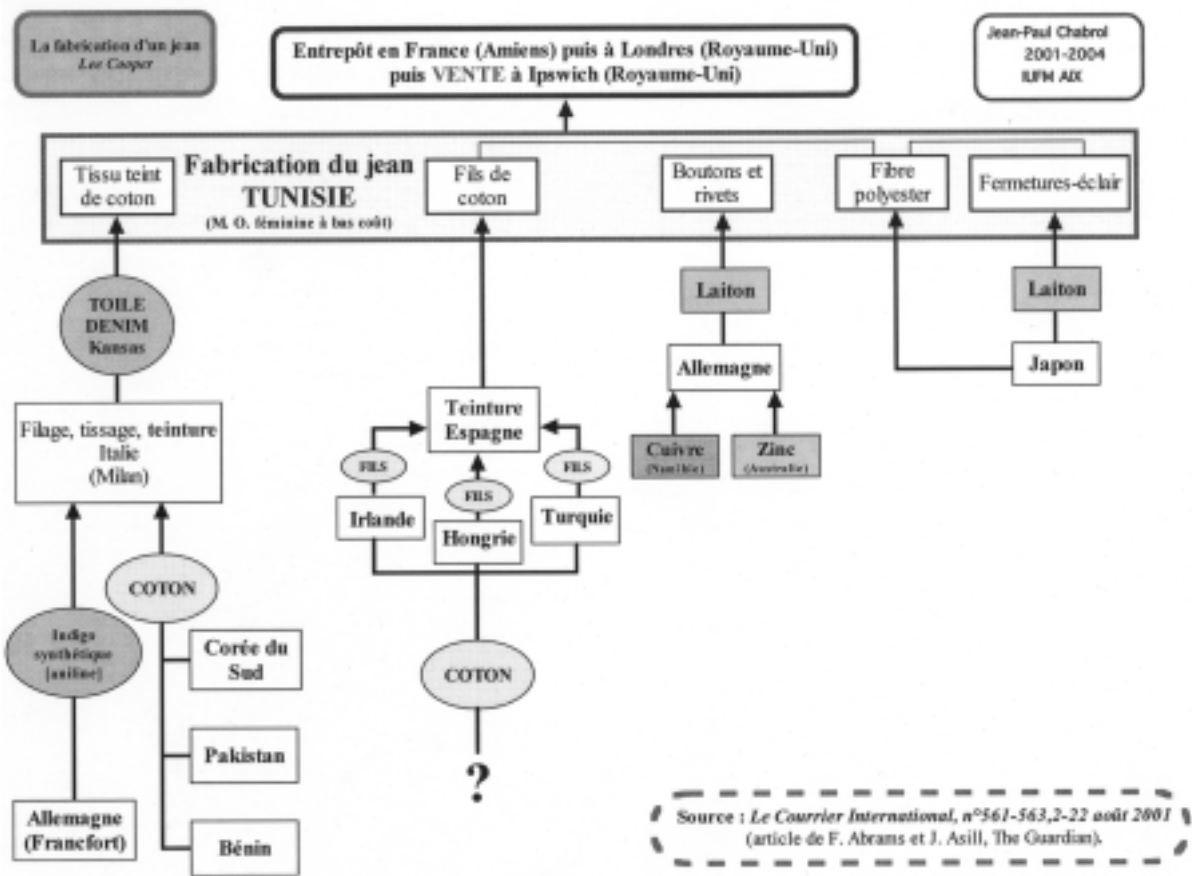 La fabrication d'un jean
Lee Cooper
Entrepôt en France (Amiens) puis à Londres (Royaume-Uni)
puis VENTE à Ipswich (Royaume-Uni)
Jean-Paul Chabrol
2001-2004
IUFM AIX
Tissu teint
de coton
Fabrication du jean
TUNISIE
(M. O. féminine à bas coût)
Fils de
coton
Boutons et
rivets
Fibre
polyester
Fermetures-éclair
TOILE
DENIM
Kansas
Laiton
Laiton
Allemagne
Japon
Filage, tissage, teinture
Italie
(Milan)
Teinture
Espagne
Cuivre
(Namibie)
Zinc
(Australie)
FILS
FILS
FILS
Irlande
Hongrie
Turquie
COTON
Indigo
synthétique
[aniline]
Corée du
Sud
COTON
Pakistan
?
Allemagne
(Francfort)
Bénin
Source : Le Courrier International, n°561-563,2-22 août 2001
(article de F. Abrams et J. Asill, The Guardian).